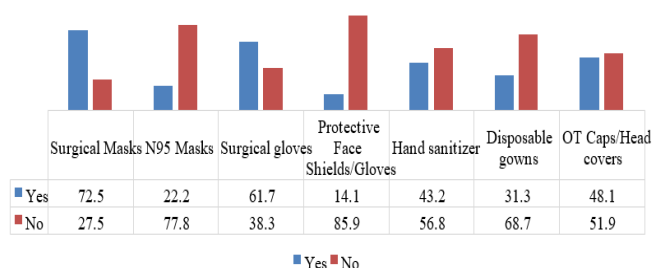 Surgical Masks N95 Masks Surgical gloves Protective Face Shields/Gloves Hand sanitizer Disposable gowns OT Caps/Head covers
Yes 72.5 22.2 61.7 14.1 43.2 31.3 48.1
No 27.5 77.8 38.3 85.9 56.8 68.7 51.9
Yes No